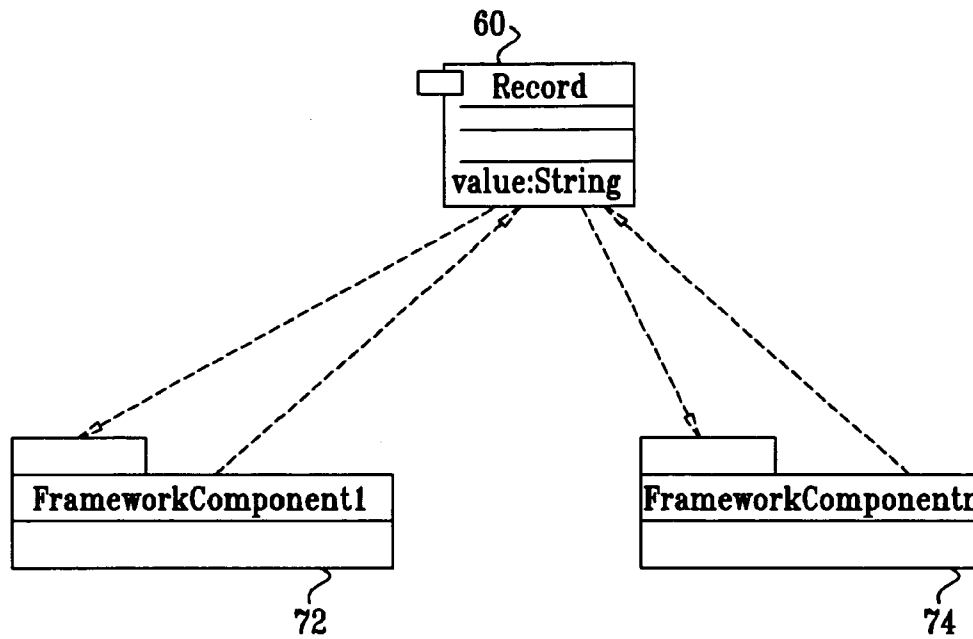 60
Record
value:String
FrameworkComponent1
FrameworkComponentn
72
74